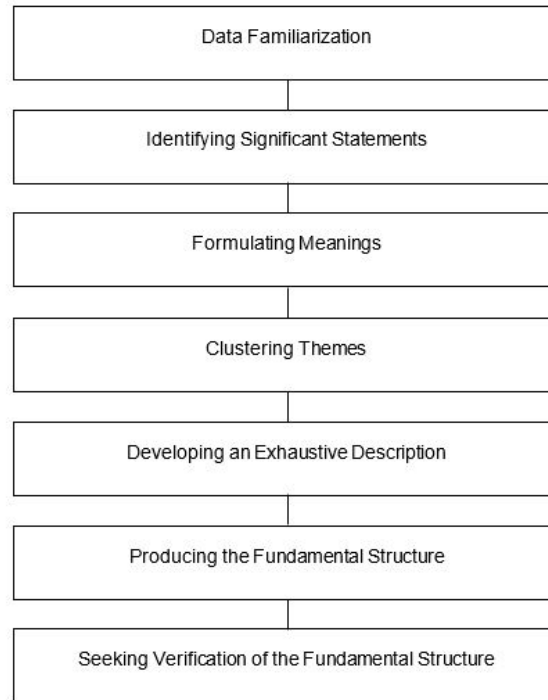 Data Familiarization
Identifying Significant Statements
Formulating Meanings
Clustering Themes
Developing an Exhaustive Description
Producing the Fundamental Structure
Seeking Verification of the Fundamental Structure